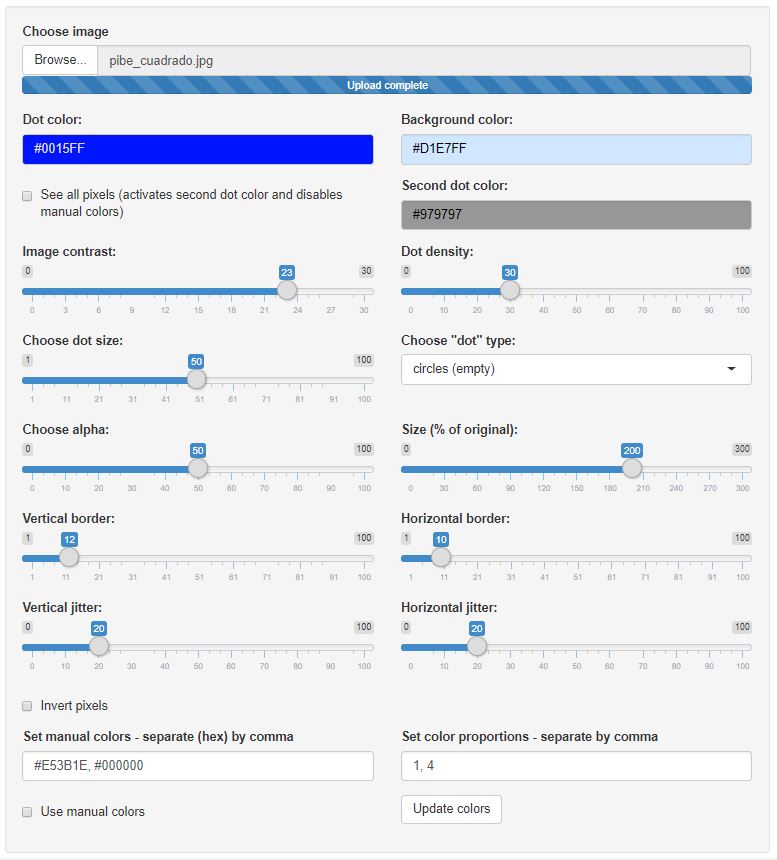 Choose image
Browse... pibe_cuadrado.jpg
Upload complete
Dot color: Background color:
#0015FF #D1E7FF
See all pixels (activates second dot color and disables
manual colors)
Second dot color:
#979797
Image contrast: Dot density:
0 23 30 0 30 100
0 3 6 9 12 15 18 21 24 27 30 0 10 20 30 40 50 60 70 80 90 100
Choose dot size: Choose "dot" type:
1 50 100
circles (empty)
1 11 21 31 41 51 61 71 81 91 100
Choose alpha: Size (% of original):
0 50 100 0 200 300
0 10 20 30 40 50 60 70 80 90 100 0 30 60 90 120 150 180 210 240 270 300
Vertical border: Horizontal border:
1 12 100 1 10 100
1 11 21 31 41 51 61 71 81 91 100 1 11 21 31 41 51 61 71 81 91 100
Vertical jitter: Horizontal jitter:
0 20 100 0 20 100
0 10 20 30 40 50 60 70 80 90 100 0 10 20 30 40 50 60 70 80 90 100
Invert pixels
Set manual colors - separate (hex) by comma Set color proportions - separate by comma
#E53B1E, #000000 1, 4
Use manual colors Update colors